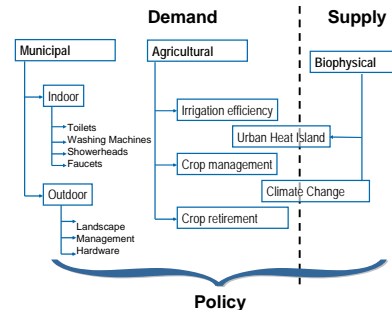 Demand
Supply
Municipal
Agricultural
Biophysical
Indoor
Toilets
Washing Machines
Showerheads
Faucets
Outdoor
Landscape
Management
Hardware
Irrigation efficiency
Urban Heat Island
Crop management
Climate Change
Crop retirement
Policy